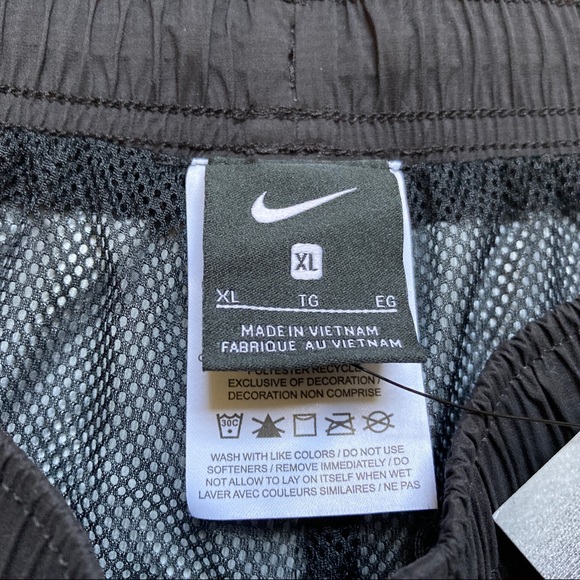 XL
XL TG EG
MADE IN VIETNAM
FABRIQUE AU VIETNAM
POLYESTER RECYCLE
EXCLUSIVE OF DECORATION /
DECORATION NON COMPRISE
30C
WASH WITH LIKE COLORS / DO NOT USE
SOFTENERS / REMOVE IMMEDIATELY / DO
NOT ALLOW TO LAY ON ITSELF WHEN WET
LAVER AVEC COULEURS SIMILAIRES / NE PAS